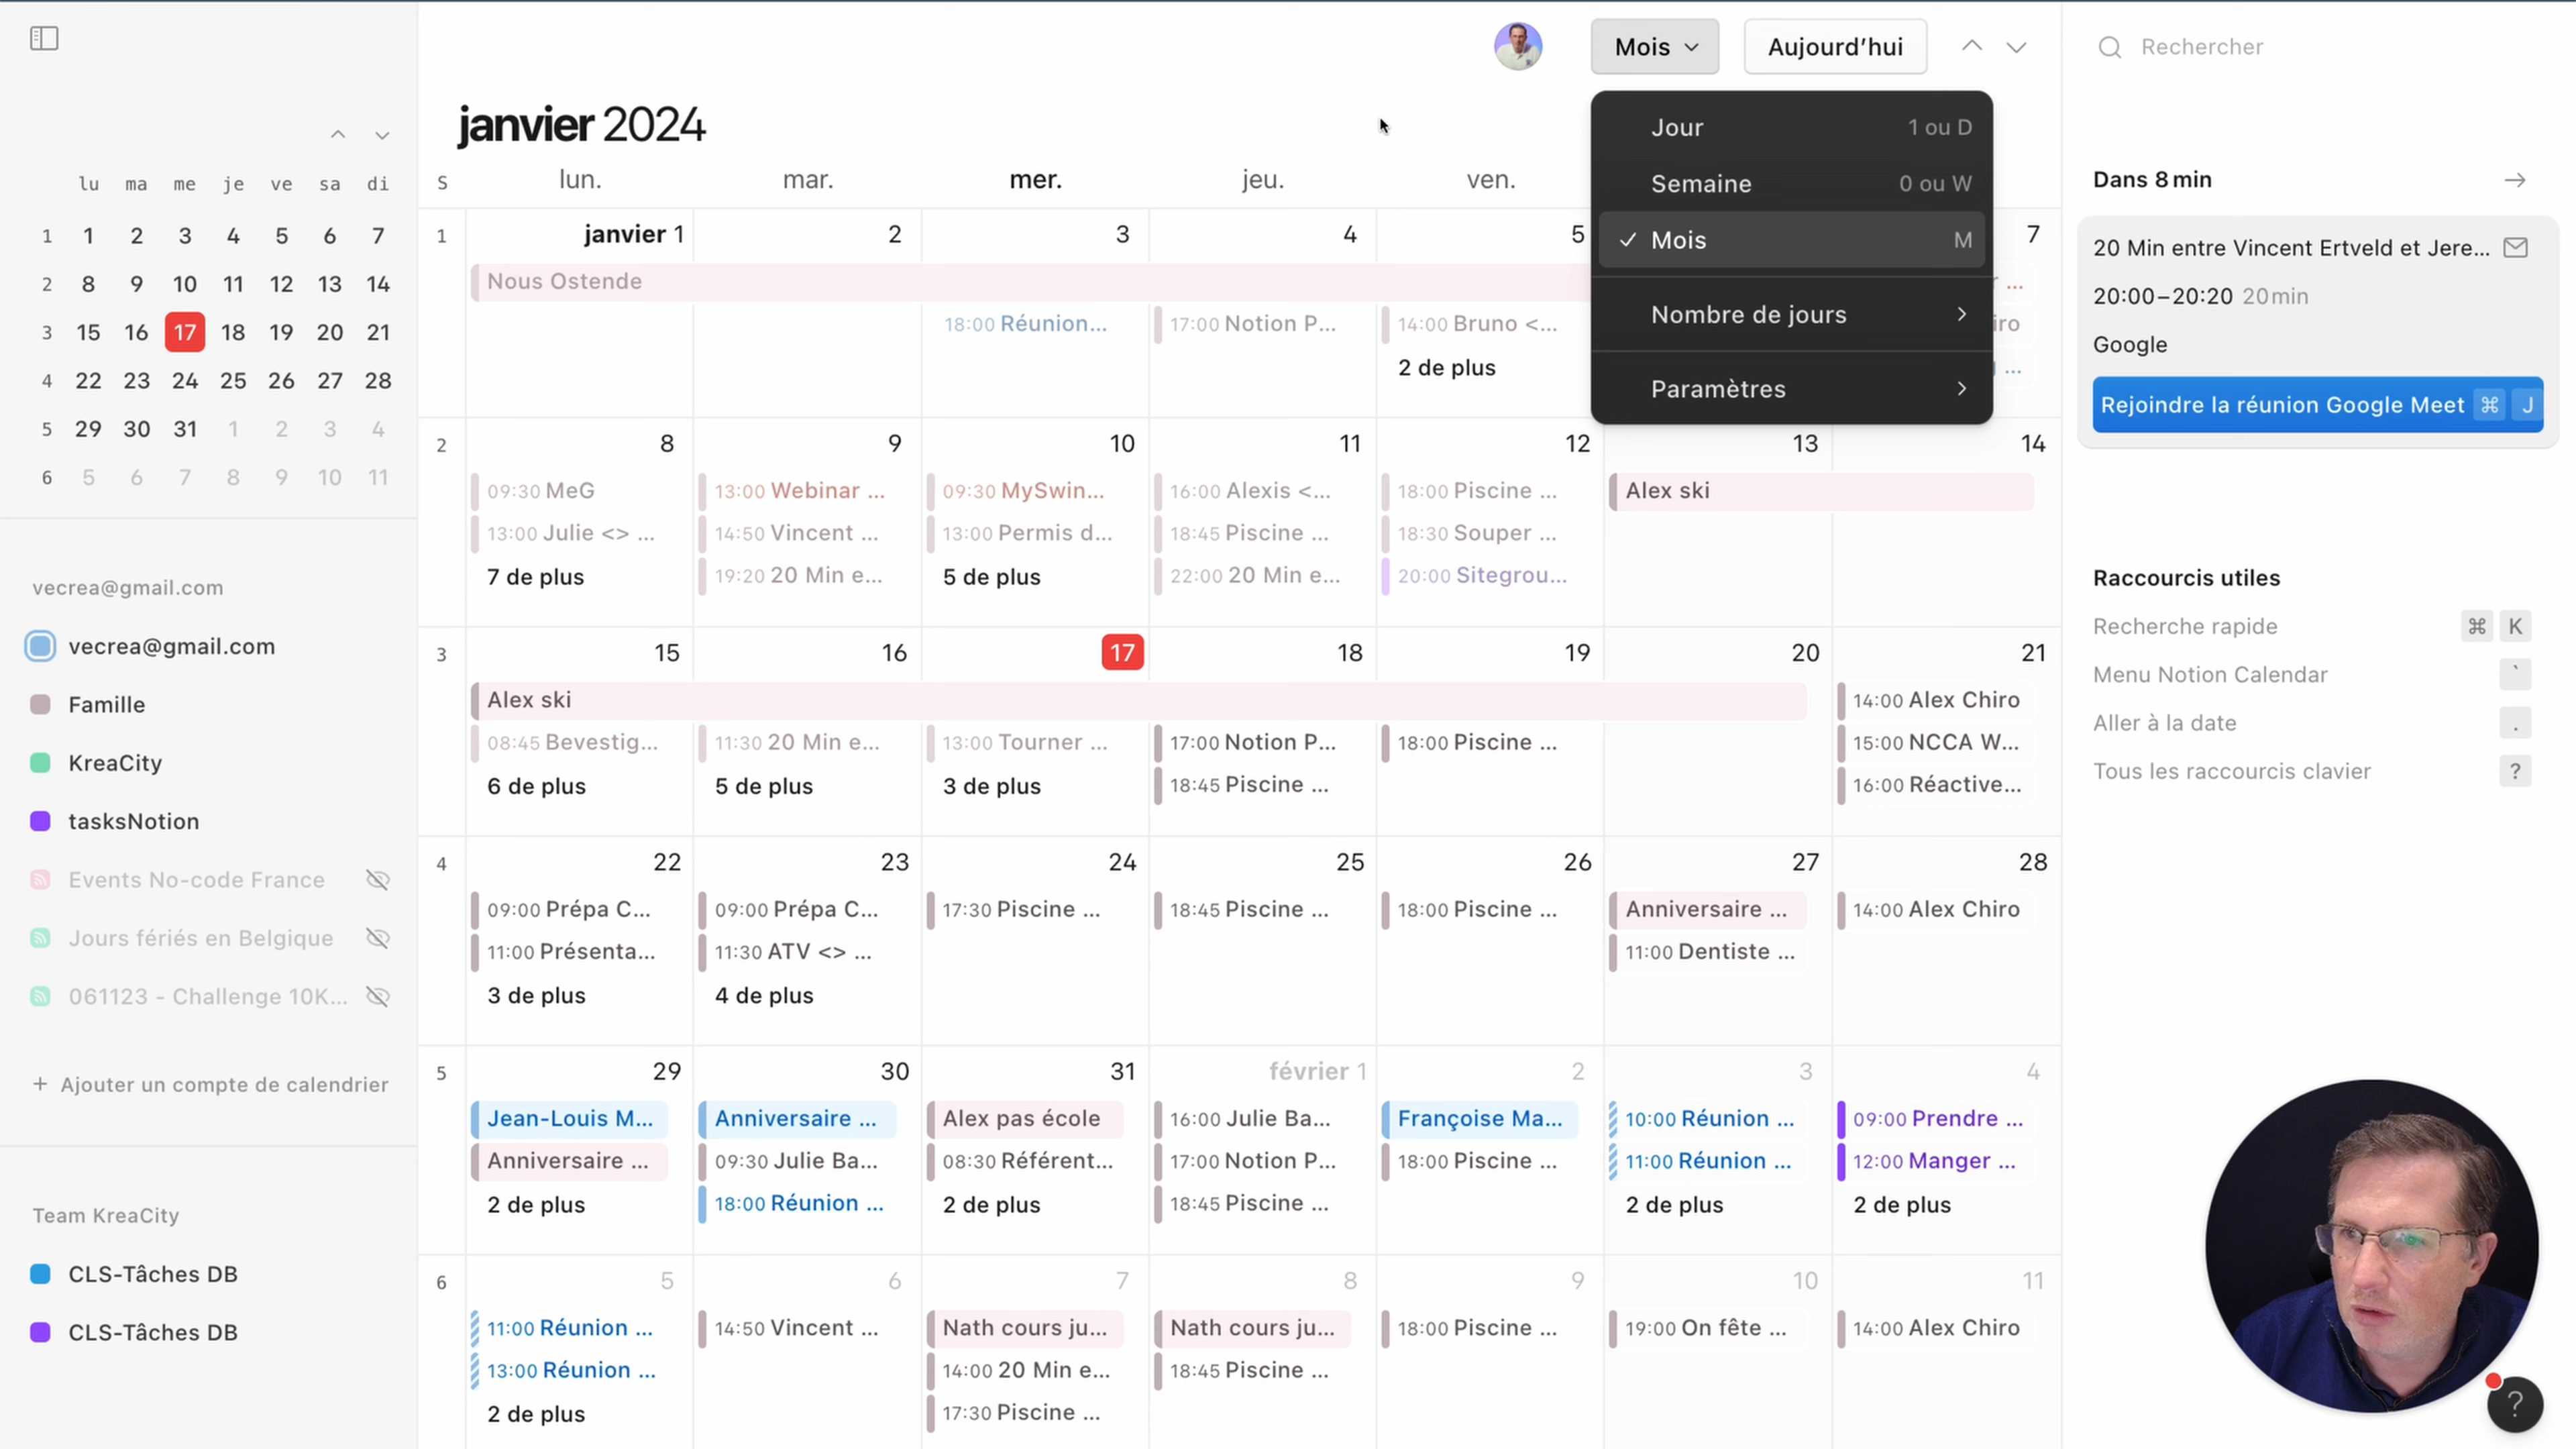 Mois
Aujourd’hui
Rechercher
janvier 2024
Jour 1 ou D
Semaine 0 ou W
Mois M
Nombre de jours
Paramètres
lu ma me je ve sa di
1 1 2 3 4 5 6 7
2 8 9 10 11 12 13 14
3 15 16 17 18 19 20 21
4 22 23 24 25 26 27 28
5 29 30 31 1 2 3 4
6 5 6 7 8 9 10 11
vecrea@gmail.com
vecrea@gmail.com
Famille
KreaCity
tasksNotion
Events No-code France
Jours fériés en Belgique
061123 - Challenge 10K...
+ Ajouter un compte de calendrier
Team KreaCity
CLS-Tâches DB
CLS-Tâches DB
S lun. mar. mer. jeu. ven.
1 janvier 1 2 3 4 5 7
Nous Ostende ...
18:00 Réunion... 17:00 Notion P... 14:00 Bruno <... iro
2 de plus ...
2 8 9 10 11 12 13 14
09:30 MeG 13:00 Webinar ... 09:30 MySwin... 16:00 Alexis <... 18:00 Piscine ... Alex ski
13:00 Julie <> ... 14:50 Vincent ... 13:00 Permis d... 18:45 Piscine ... 18:30 Souper ...
7 de plus 19:20 20 Min e... 5 de plus 22:00 20 Min e... 20:00 Sitegrou...
3 15 16 17 18 19 20 21
Alex ski 14:00 Alex Chiro
08:45 Bevestig... 11:30 20 Min e... 13:00 Tourner ... 17:00 Notion P... 18:00 Piscine ... 15:00 NCCA W...
6 de plus 5 de plus 3 de plus 18:45 Piscine ... 16:00 Réactive...
4 22 23 24 25 26 27 28
09:00 Prépa C... 09:00 Prépa C... 17:30 Piscine ... 18:45 Piscine ... 18:00 Piscine ... Anniversaire ... 14:00 Alex Chiro
11:00 Présenta... 11:30 ATV <> ... 11:00 Dentiste ...
3 de plus 4 de plus
5 29 30 31 février 1 2 3 4
Jean-Louis M... Anniversaire ... Alex pas école 16:00 Julie Ba... Françoise Ma... 10:00 Réunion ... 09:00 Prendre ...
Anniversaire ... 09:30 Julie Ba... 08:30 Référent... 17:00 Notion P... 18:00 Piscine ... 11:00 Réunion ... 12:00 Manger ...
2 de plus 18:00 Réunion ... 2 de plus 18:45 Piscine ... 2 de plus 2 de plus
6 5 6 7 8 9 10 11
11:00 Réunion ... 14:50 Vincent ... Nath cours ju... Nath cours ju... 18:00 Piscine ... 19:00 On fête ... 14:00 Alex Chiro
13:00 Réunion ... 14:00 20 Min e... 18:45 Piscine ...
2 de plus 17:30 Piscine ...
Dans 8 min
20 Min entre Vincent Ertveld et Jere...
20:00–20:20 20min
Google
Rejoindre la réunion Google Meet ⌘ J
Raccourcis utiles
Recherche rapide ⌘ K
Menu Notion Calendar `
Aller à la date .
Tous les raccourcis clavier ?
?